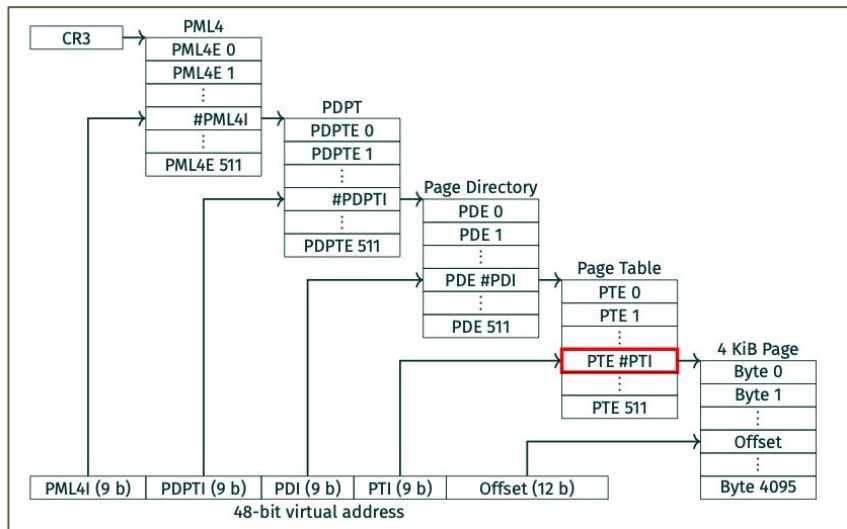 CR3
PML4
PML4E 0
PML4E 1
⋮
#PML4I
⋮
PML4E 511
PDPT
PDPTE 0
PDPTE 1
⋮
#PDPTI
⋮
PDPTE 511
Page Directory
PDE 0
PDE 1
⋮
PDE #PDI
⋮
PDE 511
Page Table
PTE 0
PTE 1
⋮
PTE #PTI
⋮
PTE 511
4 KiB Page
Byte 0
Byte 1
⋮
Offset
⋮
Byte 4095
PML4I (9 b) PDPTI (9 b) PDI (9 b) PTI (9 b) Offset (12 b)
48-bit virtual address